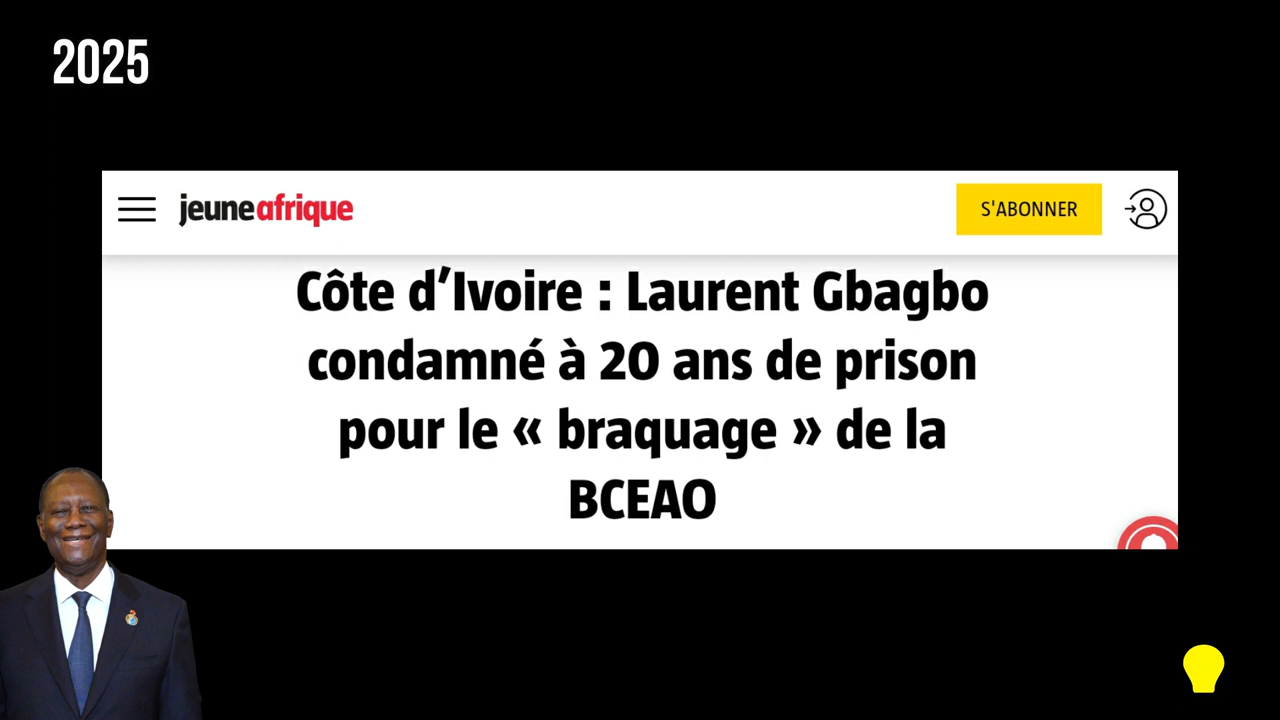 2025
jeuneafrique
S'ABONNER
Côte d'Ivoire : Laurent Gbagbo
condamné à 20 ans de prison
pour le « braquage » de la
BCEAO